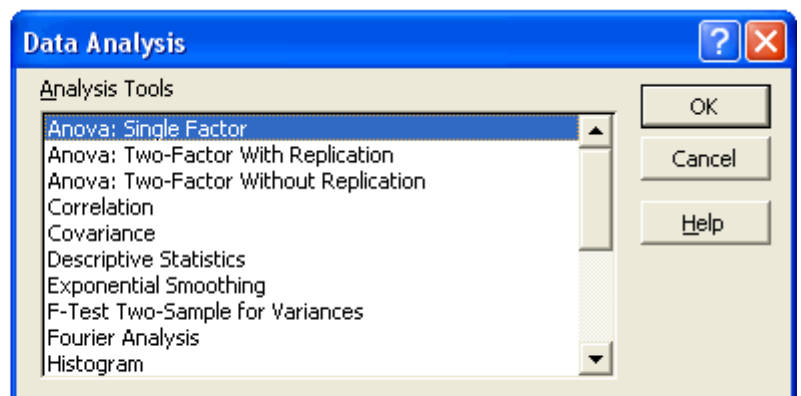 Data Analysis
Analysis Tools
Anova: Single Factor
Anova: Two-Factor With Replication
Anova: Two-Factor Without Replication
Correlation
Covariance
Descriptive Statistics
Exponential Smoothing
F-Test Two-Sample for Variances
Fourier Analysis
Histogram
OK
Cancel
Help